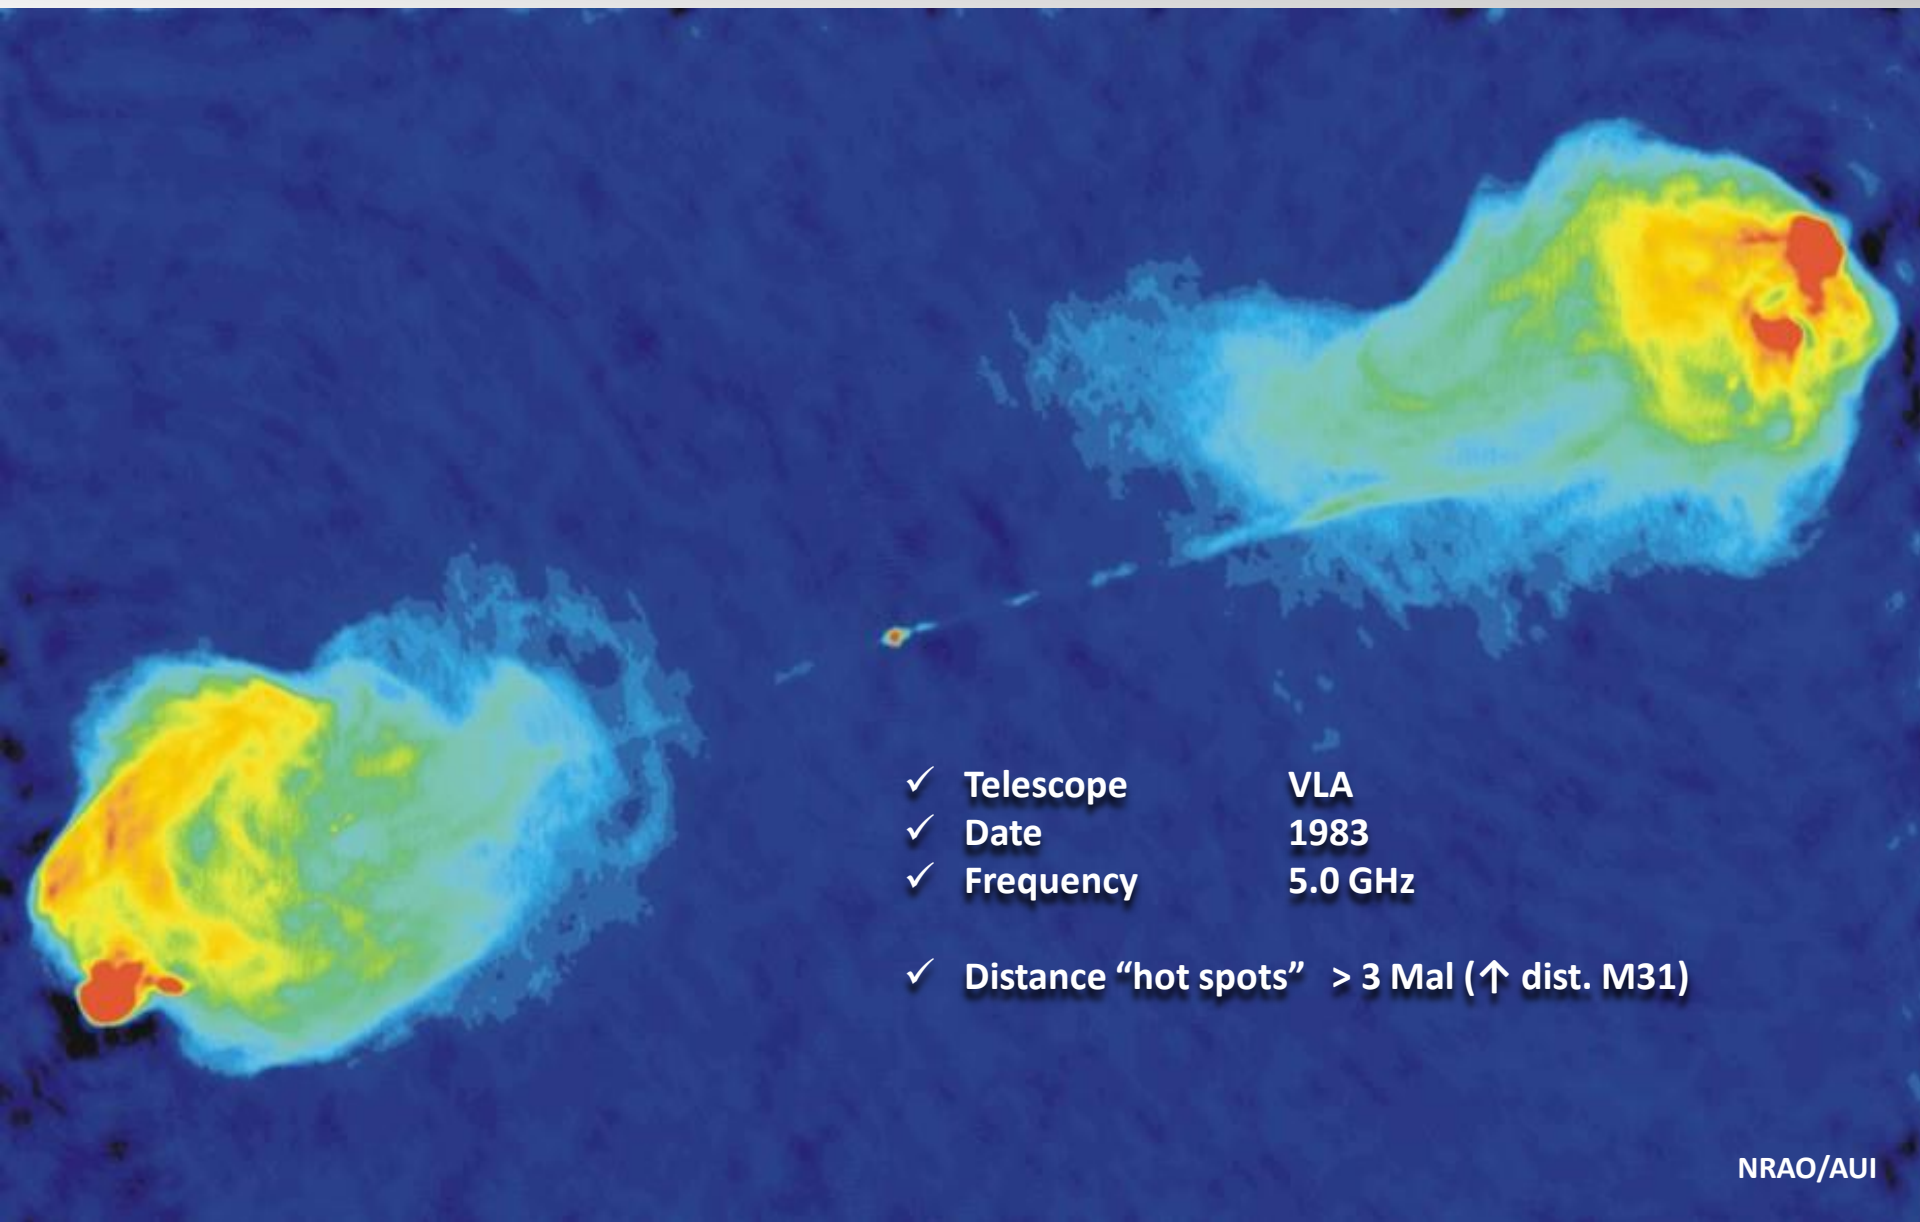 ✓ Telescope VLA
✓ Date 1983
✓ Frequency 5.0 GHz
✓ Distance “hot spots” > 3 Mal (↑ dist. M31)
NRAO/AUI